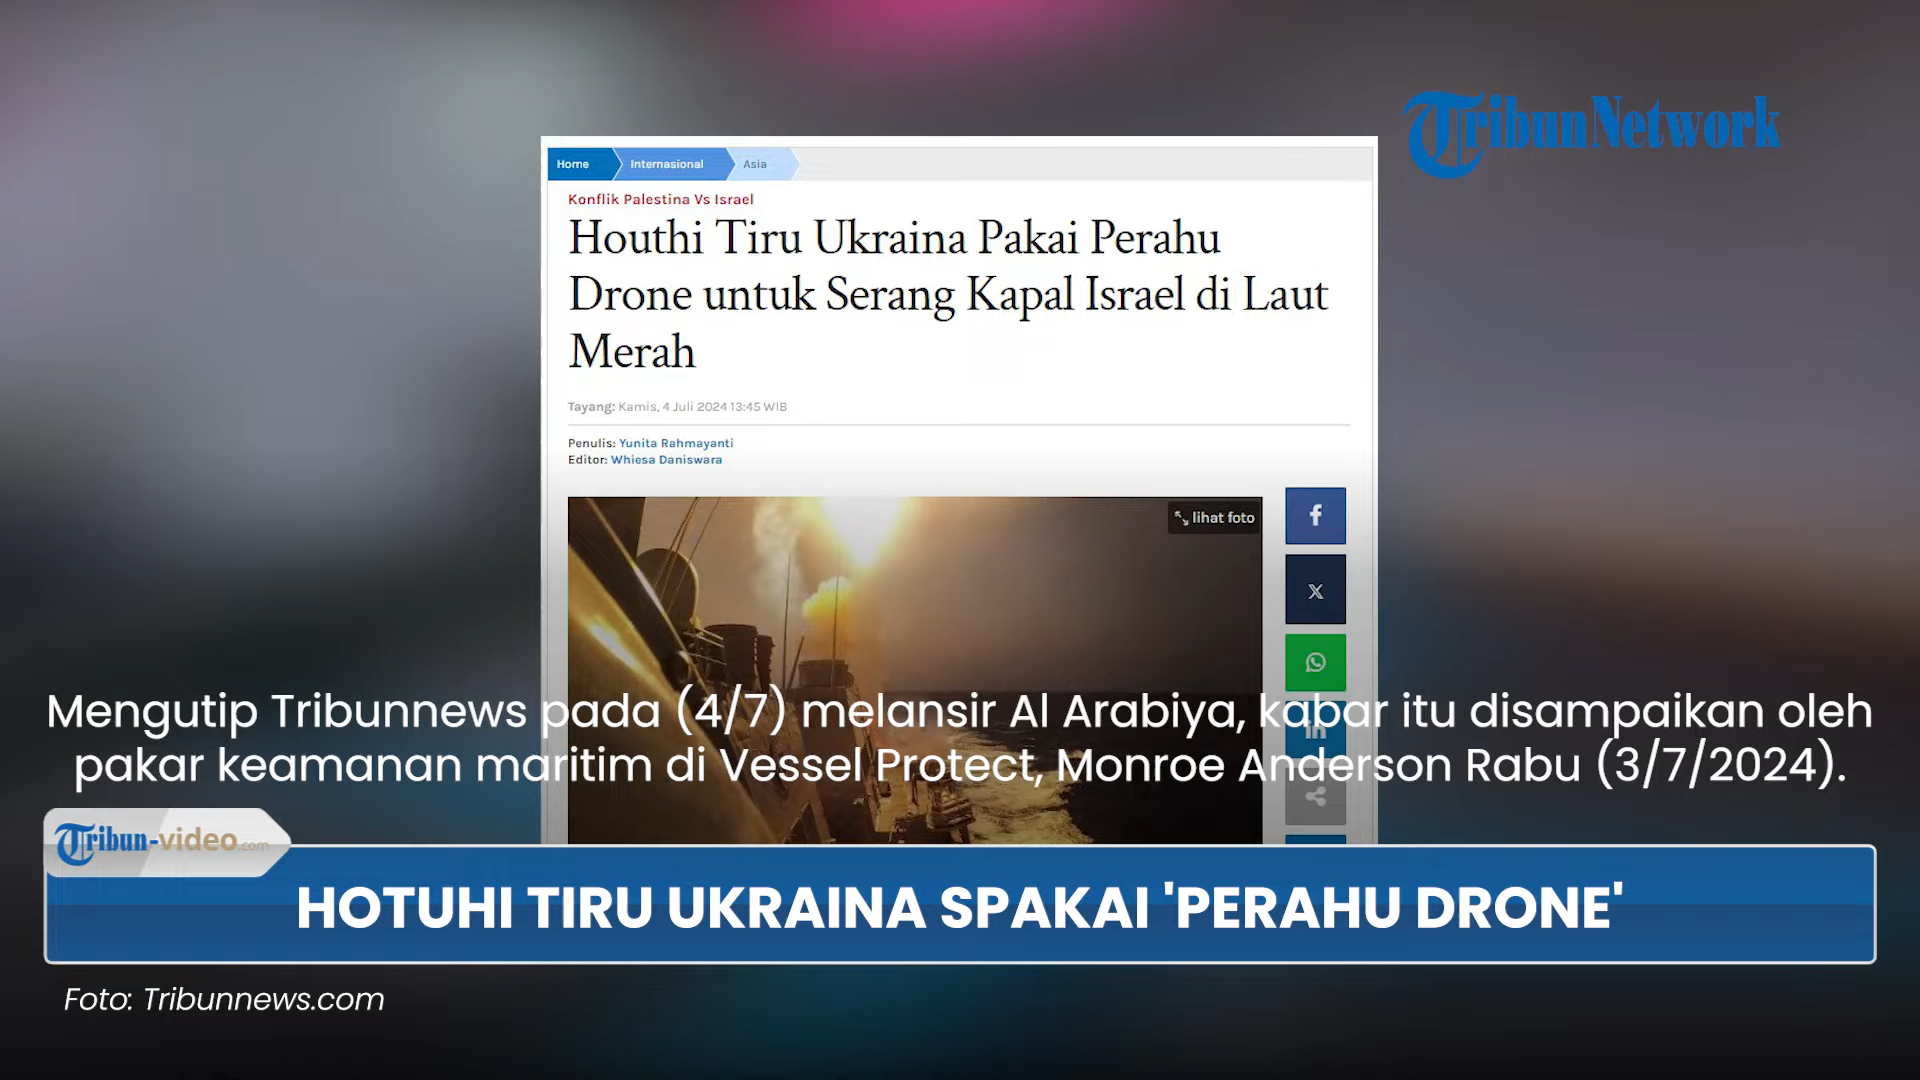 TribunNetwork
Home Internasional Asia
Konflik Palestina Vs Israel
Houthi Tiru Ukraina Pakai Perahu
Drone untuk Serang Kapal Israel di Laut
Merah
Tayang: Kamis, 4 Juli 2024 13:45 WIB
Penulis: Yunita Rahmayanti
Editor: Whiesa Daniswara
lihat foto
Mengutip Tribunnews pada (4/7) melansir Al Arabiya, kabar itu disampaikan oleh
pakar keamanan maritim di Vessel Protect, Monroe Anderson Rabu (3/7/2024).
Tribun-video.com
HOTUHI TIRU UKRAINA SPAKAI 'PERAHU DRONE'
Foto: Tribunnews.com